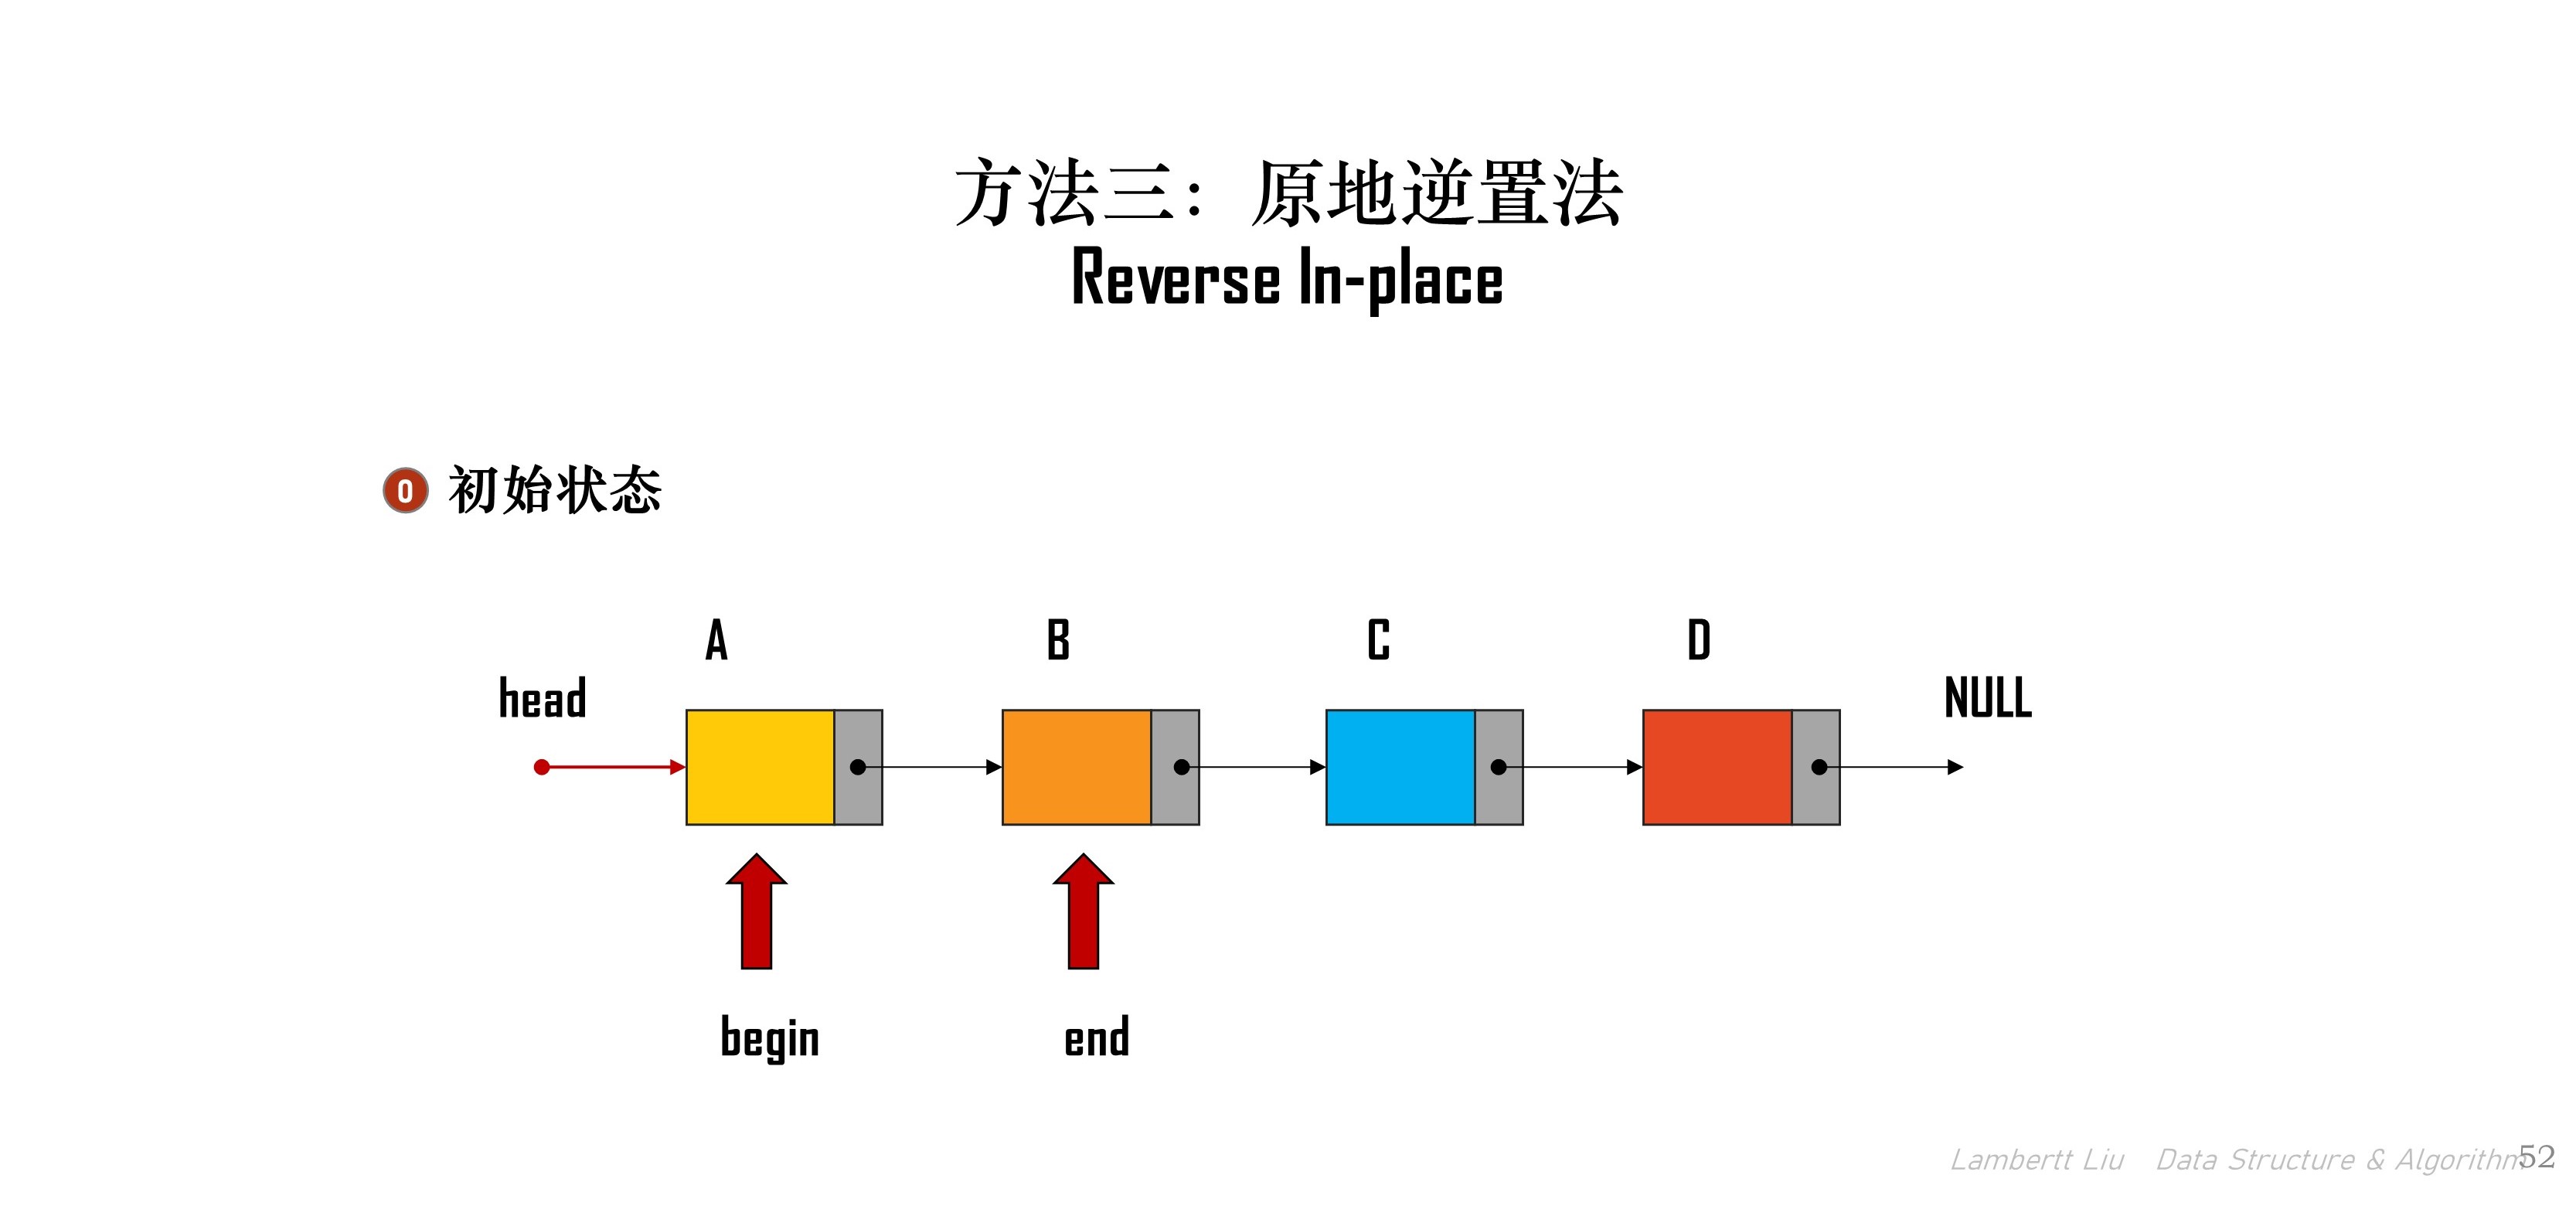 方法三：原地逆置法
Reverse In-place
0 初始状态
A B C D
head NULL
begin end
Lambertt Liu Data Structure & Algorithm 52